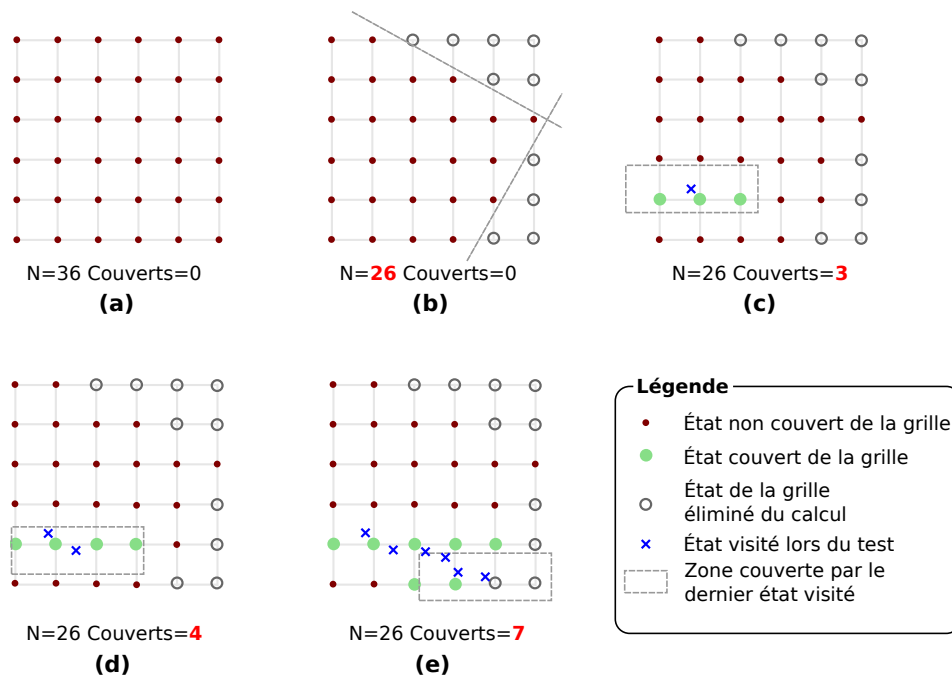 N=36 Couverts=0
(a)
N=26 Couverts=0
(b)
N=26 Couverts=3
(c)
N=26 Couverts=4
(d)
N=26 Couverts=7
(e)
Légende
État non couvert de la grille
État couvert de la grille
État de la grille
éliminé du calcul
État visité lors du test
Zone couverte par le
dernier état visité